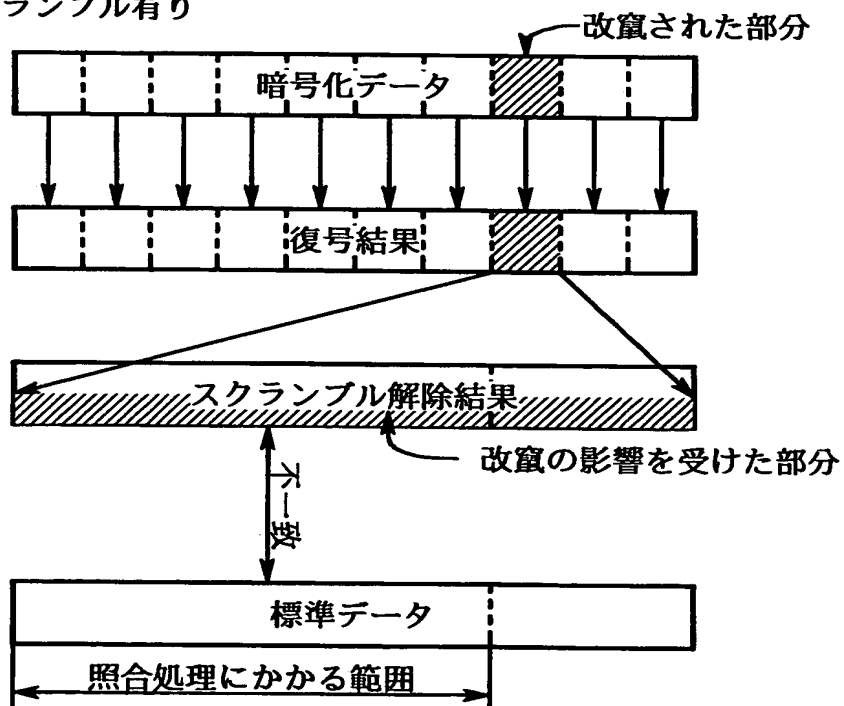 ランブル有り
改竄された部分
暗号化データ
復号結果
スクランブル解除結果
改竄の影響を受けた部分
不一致
標準データ
照合処理にかかる範囲